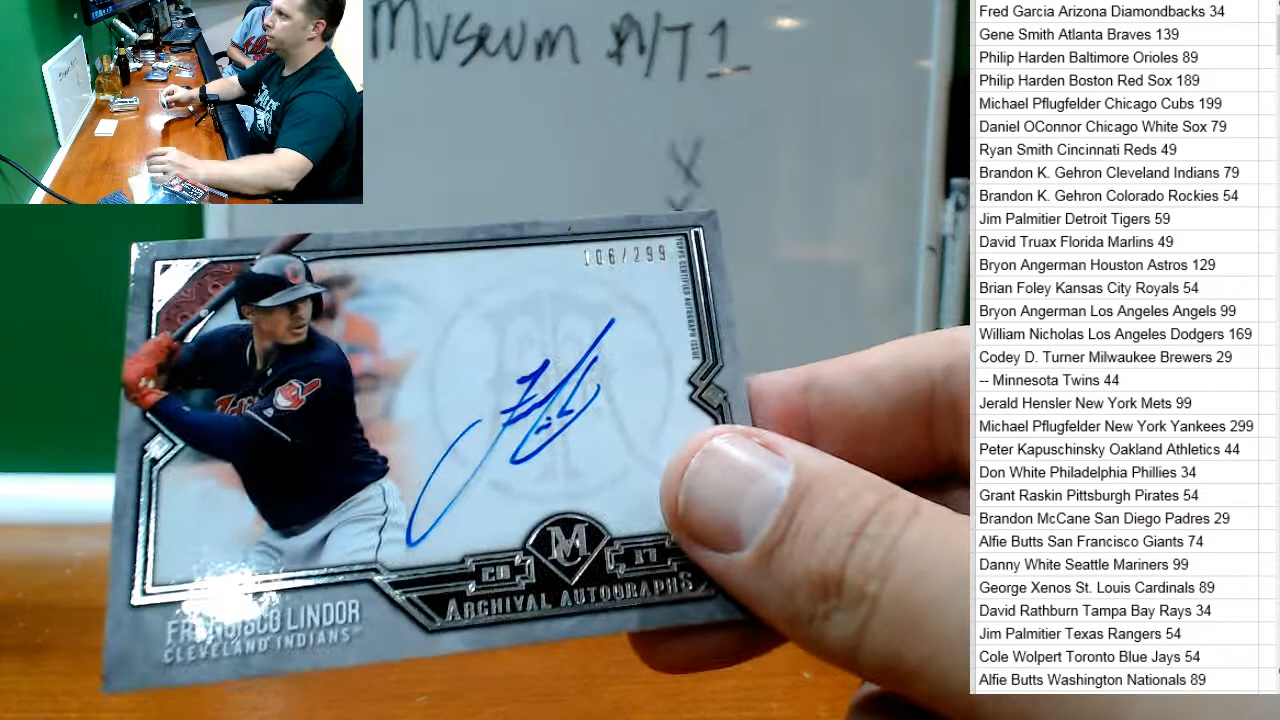 Museum
X
106/299
TOPPS CERTIFIED AUTOGRAPH ISSUE
C
M
20 17
ARCHIVAL AUTOGRAPHS
FRANCISCO LINDOR
CLEVELAND INDIANS
Fred Garcia Arizona Diamondbacks 34
Gene Smith Atlanta Braves 139
Philip Harden Baltimore Orioles 89
Philip Harden Boston Red Sox 189
Michael Pflugfelder Chicago Cubs 199
Daniel OConnor Chicago White Sox 79
Ryan Smith Cincinnati Reds 49
Brandon K. Gehron Cleveland Indians 79
Brandon K. Gehron Colorado Rockies 54
Jim Palmitier Detroit Tigers 59
David Truax Florida Marlins 49
Bryon Angerman Houston Astros 129
Brian Foley Kansas City Royals 54
Bryon Angerman Los Angeles Angels 99
William Nicholas Los Angeles Dodgers 169
Codey D. Turner Milwaukee Brewers 29
-- Minnesota Twins 44
Jerald Hensler New York Mets 99
Michael Pflugfelder New York Yankees 299
Peter Kapuschinsky Oakland Athletics 44
Don White Philadelphia Phillies 34
Grant Raskin Pittsburgh Pirates 54
Brandon McCane San Diego Padres 29
Alfie Butts San Francisco Giants 74
Danny White Seattle Mariners 99
George Xenos St. Louis Cardinals 89
David Rathburn Tampa Bay Rays 34
Jim Palmitier Texas Rangers 54
Cole Wolpert Toronto Blue Jays 54
Alfie Butts Washington Nationals 89